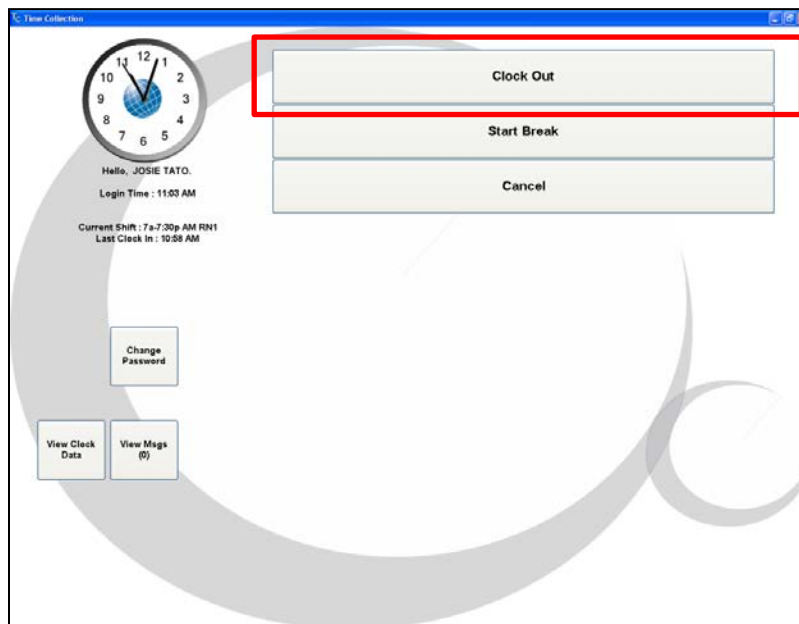 Time Collection
12
1
2
3
4
5
6
7
8
9
10
11
Hello, JOSIE TATO.
Login Time : 11:03 AM
Current Shift : 7a-7:30p AM RN1
Last Clock In : 10:58 AM
Clock Out
Start Break
Cancel
Change
Password
View Clock
Data
View Msgs
(0)